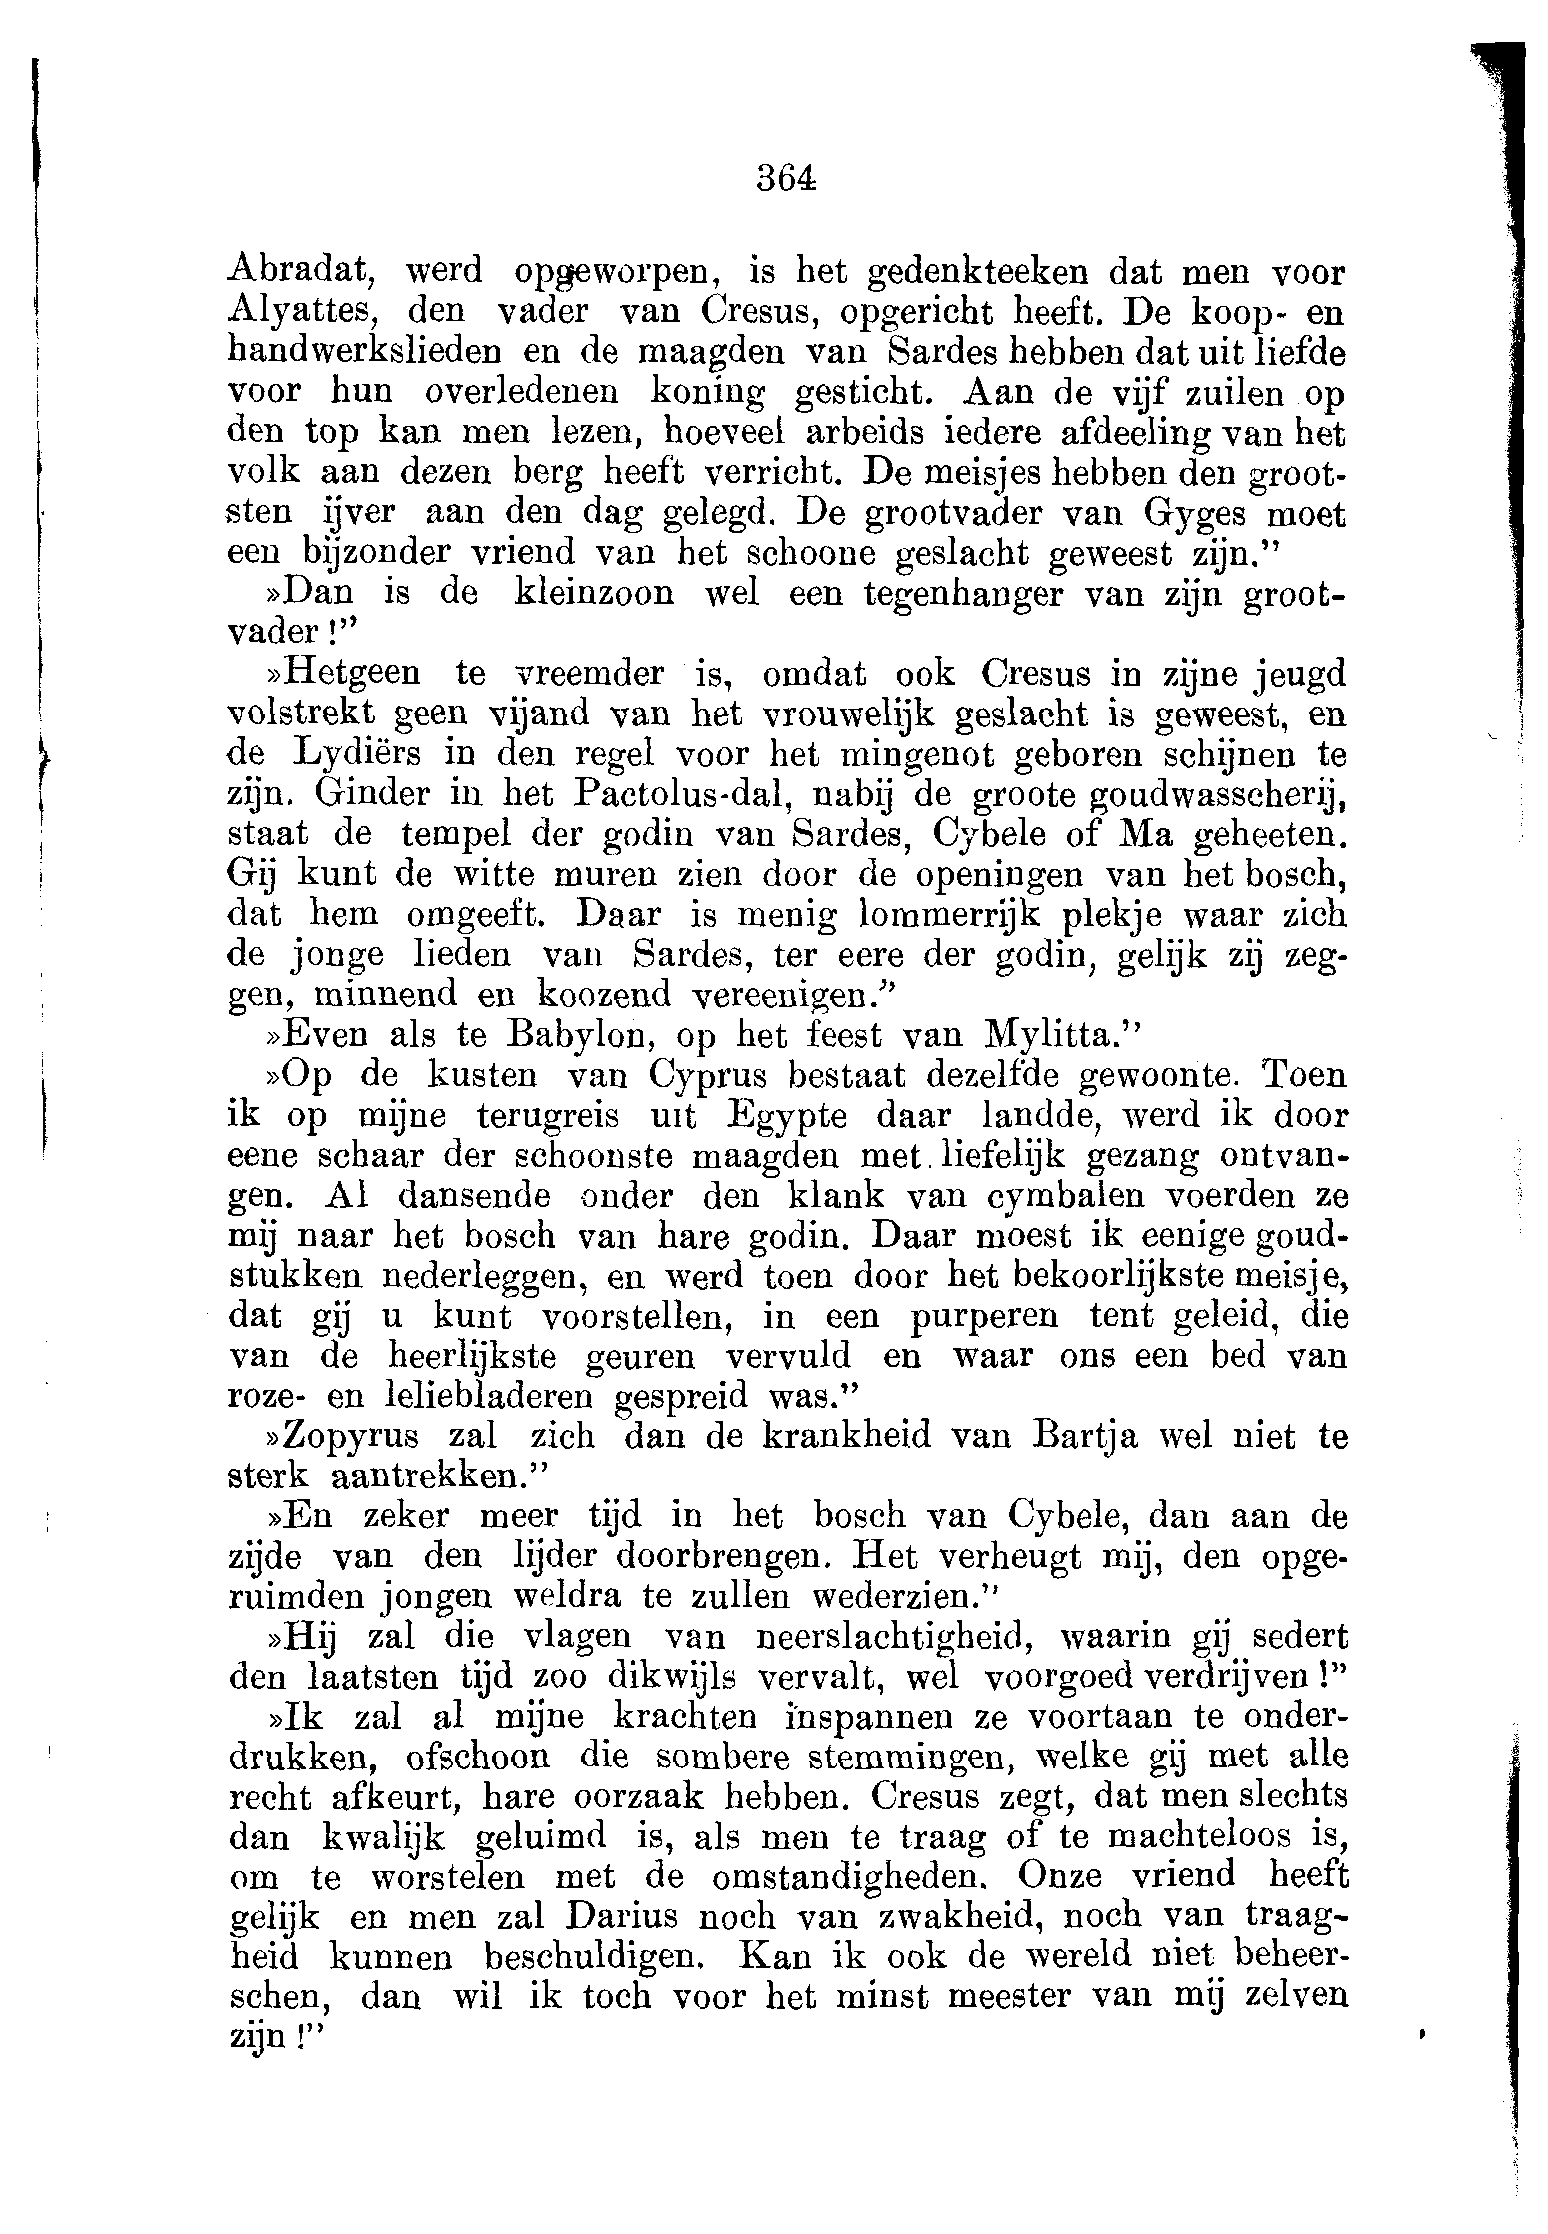 364
Abradat, werd opgeworpen, is het gedenkteeken dat men voor
Alyattes, den vader van Cresus, opgericht heeft. De koop- en
handwerkslieden en de maagden van Sardes hebben dat uit liefde
voor hun overledenen koning gesticht. Aan de vijf zuilen op
den top kan men lezen, hoeveel arbeids iedere afdeeling van het
volk aan dezen berg heeft verricht. De meisjes hebben den groot-
sten ijver aan den dag gelegd. De grootvader van Gyges moet
een bijzonder vriend van het schoone geslacht geweest zijn.”
»Dan is de kleinzoon wel een tegenhanger van zijn groot-
vader!”
»Hetgeen te vreemder is, omdat ook Cresus in zijne jeugd
volstrekt geen vijand van het vrouwelijk geslacht is geweest, en
de Lydiërs in den regel voor het mingenot geboren schijnen te
zijn. Ginder in het Pactolus-dal, nabij de groote goudwasscherij,
staat de tempel der godin van Sardes, Cybele of Ma geheeten.
Gij kunt de witte muren zien door de openingen van het bosch,
dat hem omgeeft. Daar is menig lommerrijk plekje waar zich
de jonge lieden van Sardes, ter eere der godin, gelijk zij zeg-
gen, minnend en koozend vereenigen.”
»Even als te Babylon, op het feest van Mylitta.”
»Op de kusten van Cyprus bestaat dezelfde gewoonte. Toen
ik op mijne terugreis uit Egypte daar landde, werd ik door
eene schaar der schoonste maagden met liefelijk gezang ontvan-
gen. Al dansende onder den klank van cymbalen voerden ze
mij naar het bosch van hare godin. Daar moest ik eenige goud-
stukken nederleggen, en werd toen door het bekoorlijkste meisje,
dat gij u kunt voorstellen, in een purperen tent geleid, die
van de heerlijkste geuren vervuld en waar ons een bed van
roze- en leliebladeren gespreid was.”
»Zopyrus zal zich dan de krankheid van Bartja wel niet te
sterk aantrekken.”
»En zeker meer tijd in het bosch van Cybele, dan aan de
zijde van den lijder doorbrengen. Het verheugt mij, den opge-
ruimden jongen weldra te zullen wederzien.”
»Hij zal die vlagen van neerslachtigheid, waarin gij sedert
den laatsten tijd zoo dikwijls vervalt, wel voorgoed verdrijven!”
»Ik zal al mijne krachten inspannen ze voortaan te onder-
drukken, ofschoon die sombere stemmingen, welke gij met alle
recht afkeurt, hare oorzaak hebben. Cresus zegt, dat men slechts
dan kwalijk geluimd is, als men te traag of te machteloos is,
om te worstelen met de omstandigheden. Onze vriend heeft
gelijk en men zal Darius noch van zwakheid, noch van traag-
heid kunnen beschuldigen. Kan ik ook de wereld niet beheer-
schen, dan wil ik toch voor het minst meester van mij zelven
zijn!”